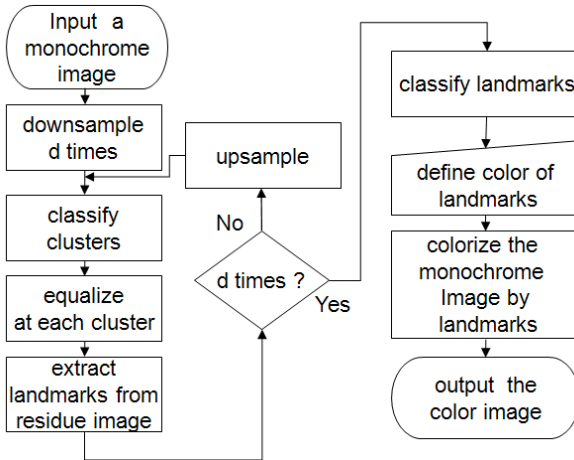 Input a
monochrome
image
downsample
d times
classify
clusters
equalize
at each cluster
extract
landmarks from
residue image
upsample
No
d times ?
Yes
classify landmarks
define color of
landmarks
colorize the
monochrome
Image by
landmarks
output the
color image